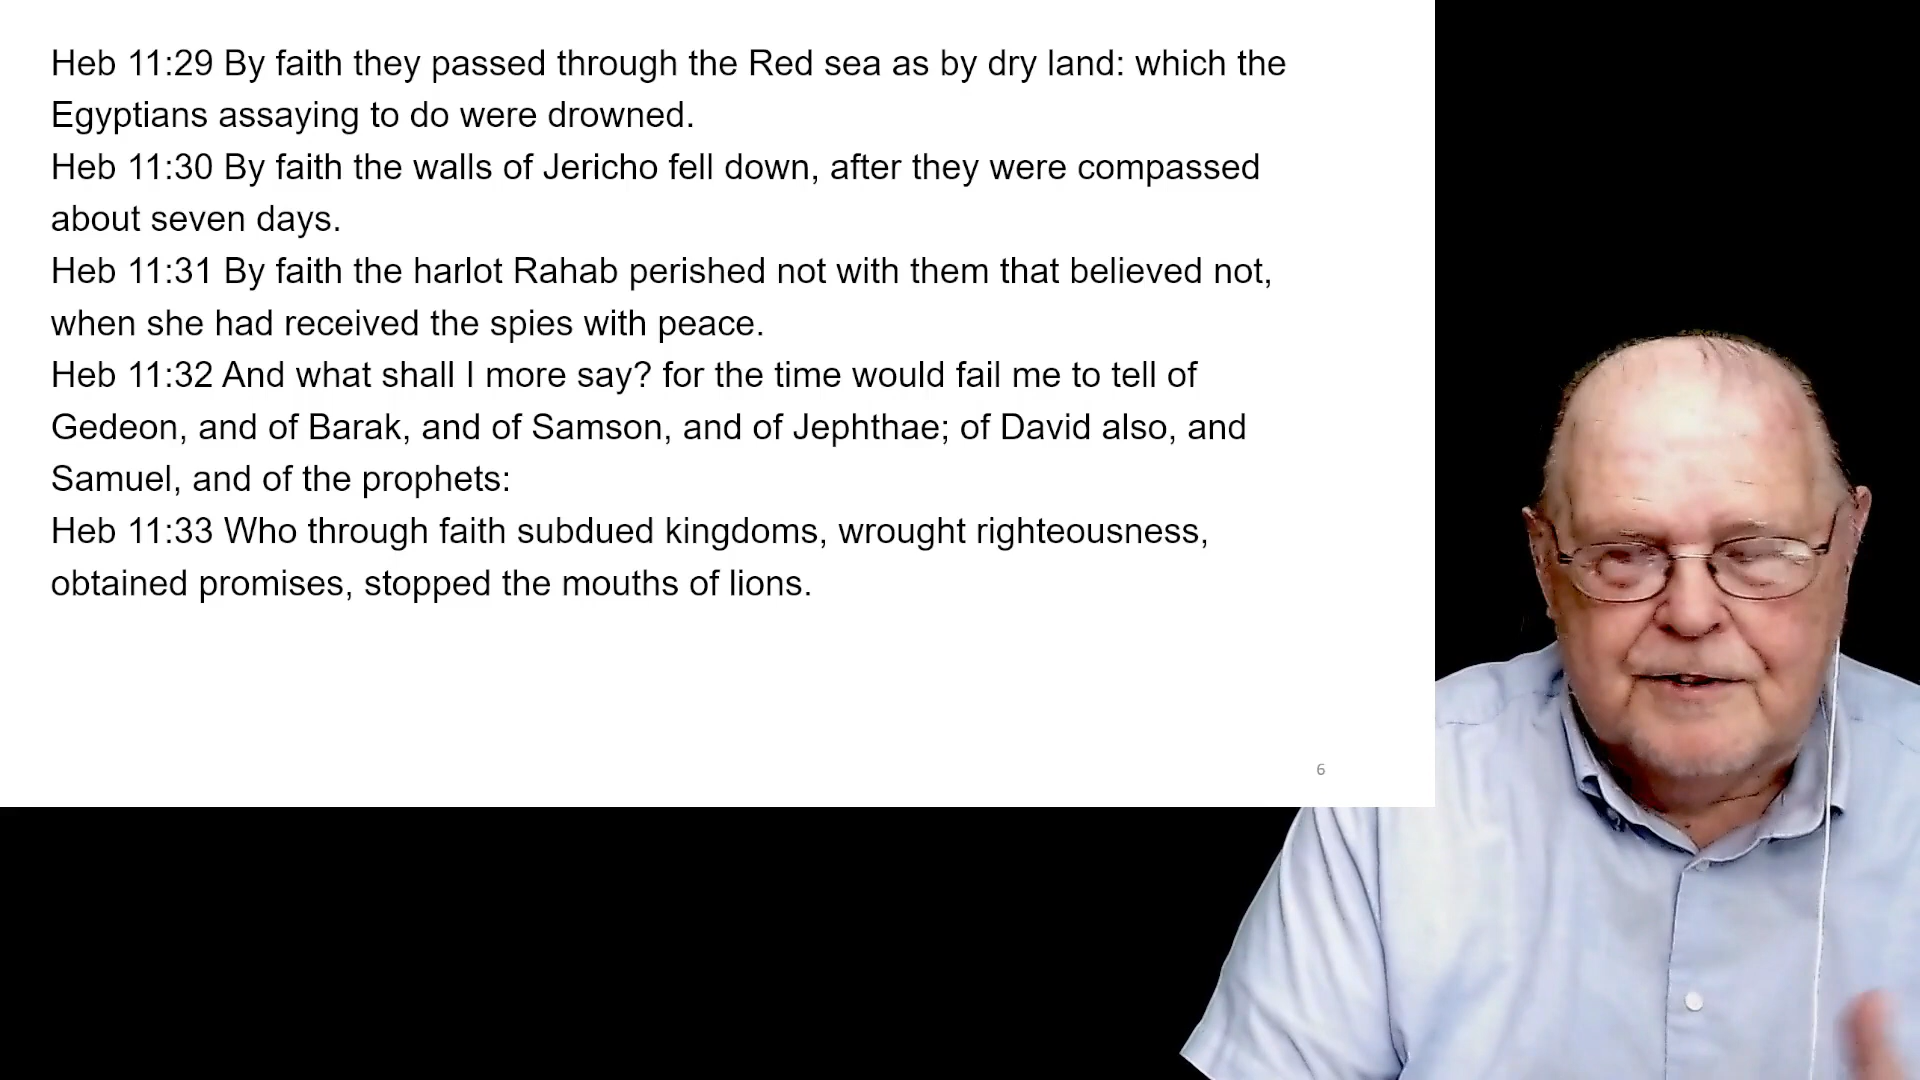 Heb 11:29 By faith they passed through the Red sea as by dry land: which the
Egyptians assaying to do were drowned.
Heb 11:30 By faith the walls of Jericho fell down, after they were compassed
about seven days.
Heb 11:31 By faith the harlot Rahab perished not with them that believed not,
when she had received the spies with peace.
Heb 11:32 And what shall I more say? for the time would fail me to tell of
Gedeon, and of Barak, and of Samson, and of Jephthae; of David also, and
Samuel, and of the prophets:
Heb 11:33 Who through faith subdued kingdoms, wrought righteousness,
obtained promises, stopped the mouths of lions.
6